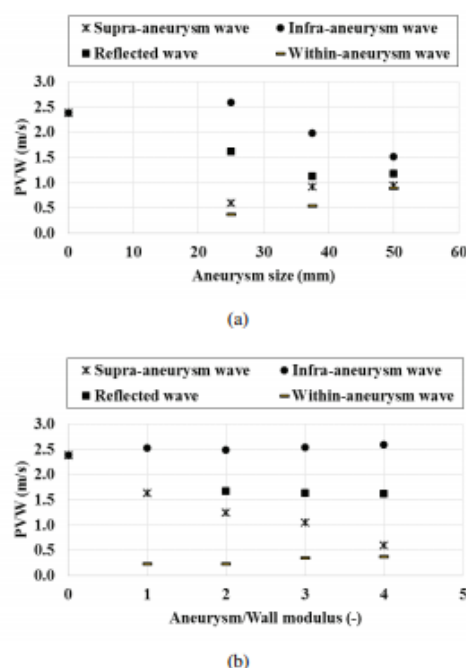 Supra-aneurysm wave Infra-aneurysm wave
Reflected wave Within-aneurysm wave
3.0
2.5
2.0
1.5
1.0
0.5
0.0
PVW (m/s)
0 10 20 30 40 50 60
Aneurysm size (mm)
(a)
Supra-aneurysm wave Infra-aneurysm wave
Reflected wave Within-aneurysm wave
3.0
2.5
2.0
1.5
1.0
0.5
0.0
PVW (m/s)
0 1 2 3 4 5
Aneurysm/Wall modulus (-)
(b)